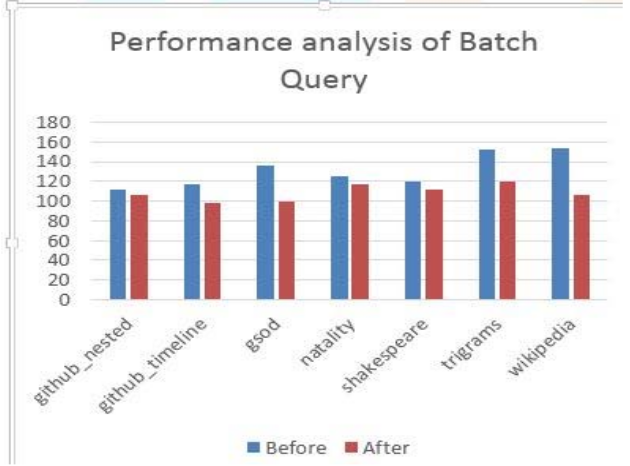 Performance analysis of Batch
Query
180
160
140
120
100
80
60
40
20
0
github_nested
github_timeline
gsod
natality
shakespeare
trigrams
wikipedia
Before After